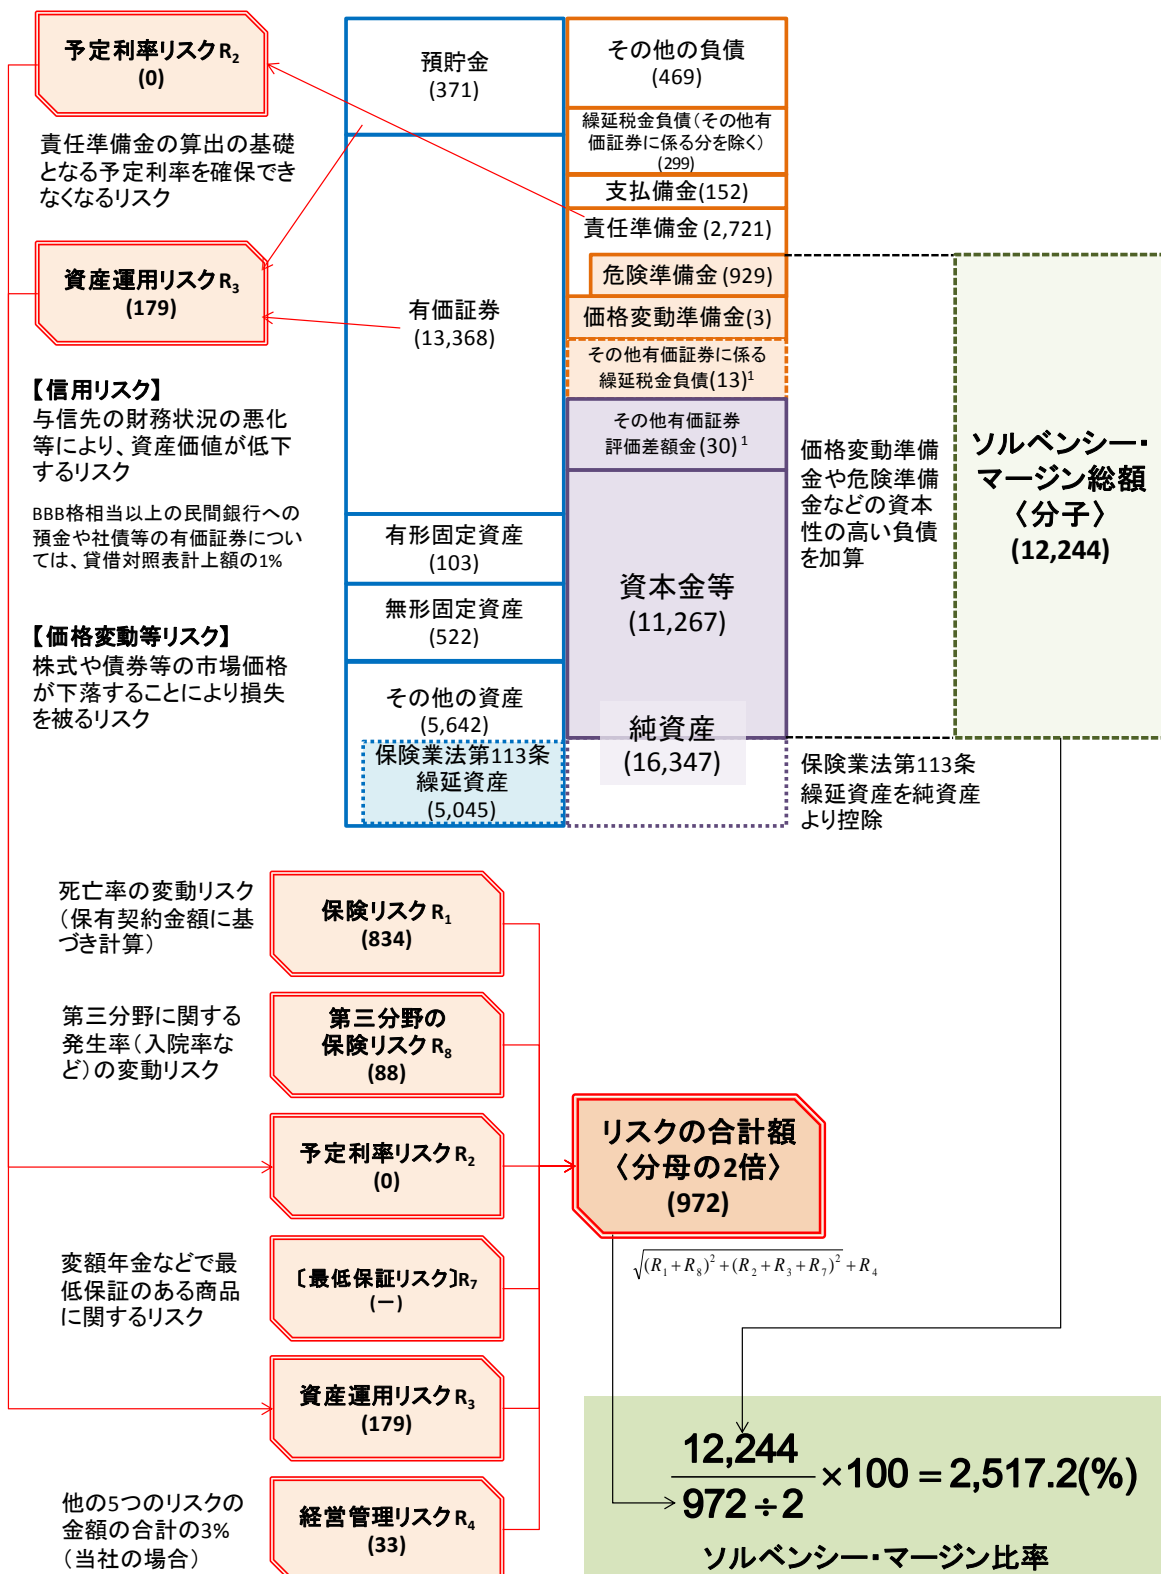 予定利率リスクR2
(0)
責任準備金の算出の基礎
となる予定利率を確保でき
なくなるリスク
資産運用リスクR3
(179)
【信用リスク】
与信先の財務状況の悪化
等により、資産価値が低下
するリスク
BBB格相当以上の民間銀行への
預金や社債等の有価証券につい
ては、貸借対照表計上額の1%
【価格変動等リスク】
株式や債券等の市場価格
が下落することにより損失
を被るリスク
預貯金
(371)
有価証券
(13,368)
有形固定資産
(103)
無形固定資産
(522)
その他の資産
(5,642)
保険業法第113条
繰延資産
(5,045)
その他の負債
(469)
繰延税金負債(その他有
価証券に係る分を除く)
(299)
支払備金(152)
責任準備金(2,721)
危険準備金(929)
価格変動準備金(3)
その他有価証券に係る
繰延税金負債(13)1
その他有価証券
評価差額金(30)1
資本金等
(11,267)
純資産
(16,347)
価格変動準備
金や危険準備
金などの資本
性の高い負債
を加算
保険業法第113条
繰延資産を純資産
より控除
ソルベンシー・
マージン総額
〈分子〉
(12,244)
死亡率の変動リスク
(保有契約金額に基
づき計算)
保険リスクR1
(834)
第三分野に関する
発生率(入院率な
ど)の変動リスク
第三分野の
保険リスクR8
(88)
予定利率リスクR2
(0)
変額年金などで最
低保証のある商品
に関するリスク
〔最低保証リスク〕R7
(－)
資産運用リスクR3
(179)
他の5つのリスクの
金額の合計の3%
(当社の場合)
経営管理リスクR4
(33)
リスクの合計額
〈分母の2倍〉
(972)
√(R1+R8)²+(R2+R3+R7)²+R4
12,244
972÷2
×100=2,517.2(%)
ソルベンシー・マージン比率